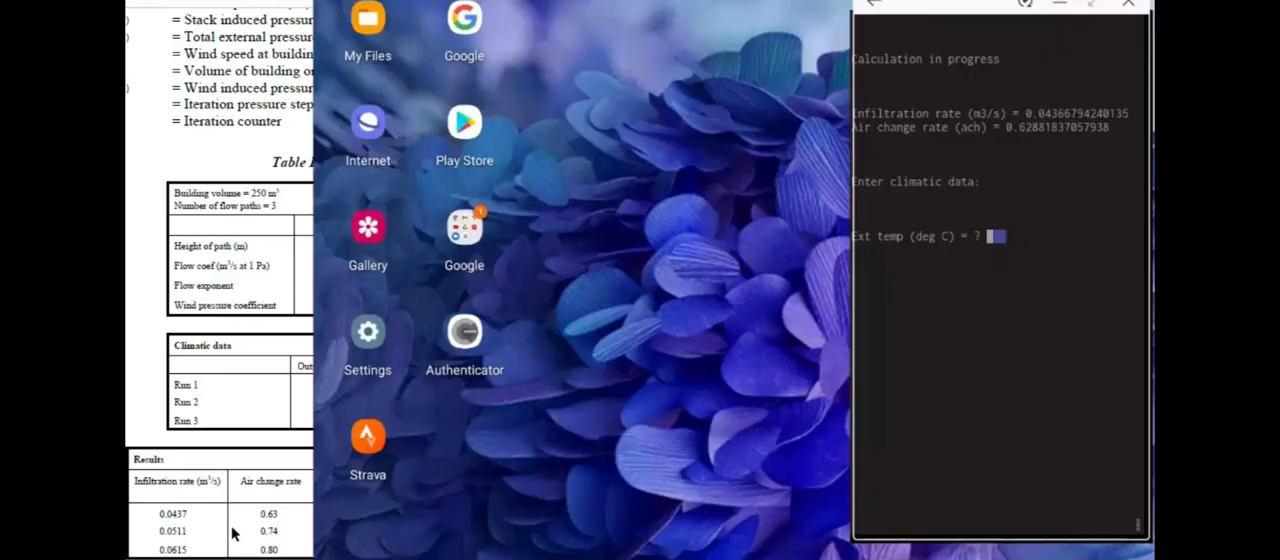 = Stack induced pressur
= Total external pressur
= Wind speed at buildin
= Volume of building or
= Wind induced pressur
= Iteration pressure step
= Iteration counter
Table
Building volume = 250 m³
Number of flow paths = 3
Height of path (m)
Flow coef (m³/s at 1 Pa)
Flow exponent
Wind pressure coefficient
Climatic data
Out
Run 1
Run 2
Run 3
Results
Infiltration rate (m³/s) Air change rate
0.0437 0.63
0.0511 0.74
0.0615 0.80
My Files
Google
Internet
Play Store
Gallery
Google
1
Settings
Authenticator
Strava
Calculation in progress
Infiltration rate (m3/s) = 0.04366794240135
Air change rate (ach) = 0.62881837057938
Enter climatic data:
Ext temp (deg C) = ?